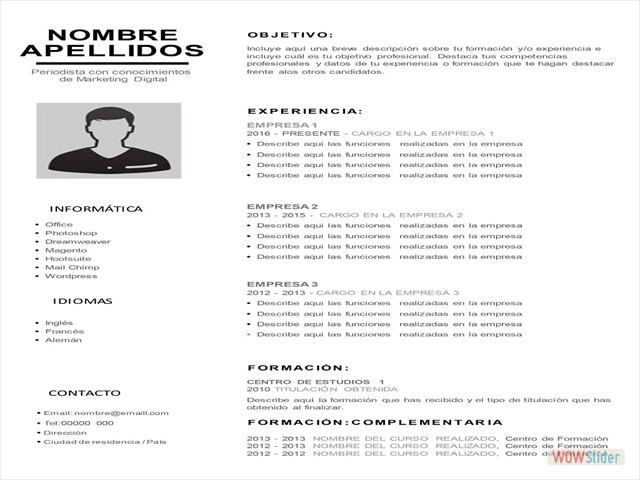 NOMBRE
APELLIDOS
Periodista con conocimientos
de Marketing Digital
INFORMÁTICA
• Office
• Photoshop
• Dreamweaver
• Magento
• Hootsuite
• Mail Chimp
• Wordpress
IDIOMAS
• Inglés
• Francés
• Alemán
CONTACTO
• Email: nombre@emaill.com
• Tel:00000 000
• Dirección
• Ciudad de residencia / País
OBJETIVO:
Incluye aquí una breve descripción sobre tu formación y/o experiencia e
incluye cuál es tu objetivo profesional. Destaca tus competencias
profesionales y datos de tu experiencia o formación que te hagan destacar
frente alos otros candidatos.
EXPERIENCIA:
EMPRESA 1
2016 - PRESENTE - CARGO EN LA EMPRESA 1
• Describe aquí las funciones realizadas en la empresa
• Describe aquí las funciones realizadas en la empresa
• Describe aquí las funciones realizadas en la empresa
• Describe aquí las funciones realizadas en la empresa
EMPRESA 2
2013 - 2015 - CARGO EN LA EMPRESA 2
• Describe aquí las funciones realizadas en la empresa
• Describe aquí las funciones realizadas en la empresa
• Describe aquí las funciones realizadas en la empresa
• Describe aquí las funciones realizadas en la empresa
EMPRESA 3
2012 - 2013 - CARGO EN LA EMPRESA 3
• Describe aquí las funciones realizadas en la empresa
• Describe aquí las funciones realizadas en la empresa
• Describe aquí las funciones realizadas en la empresa
• Describe aquí las funciones realizadas en la empresa
FORMACIÓN:
CENTRO DE ESTUDIOS 1
2010 TITULACIÓN OBTENIDA
Describe aquí la formación que has recibido y el tipo de titulación que has
obtenido al finalizar.
FORMACIÓN:COMPLEMENTARIA
2013 - 2013 NOMBRE DEL CURSO REALIZADO, Centro de Formación
2012 - 2013 NOMBRE DEL CURSO REALIZADO, Centro de Formación
2012 - 2012 NOMBRE DEL CURSO REALIZADO, Centro de
WOWSlider